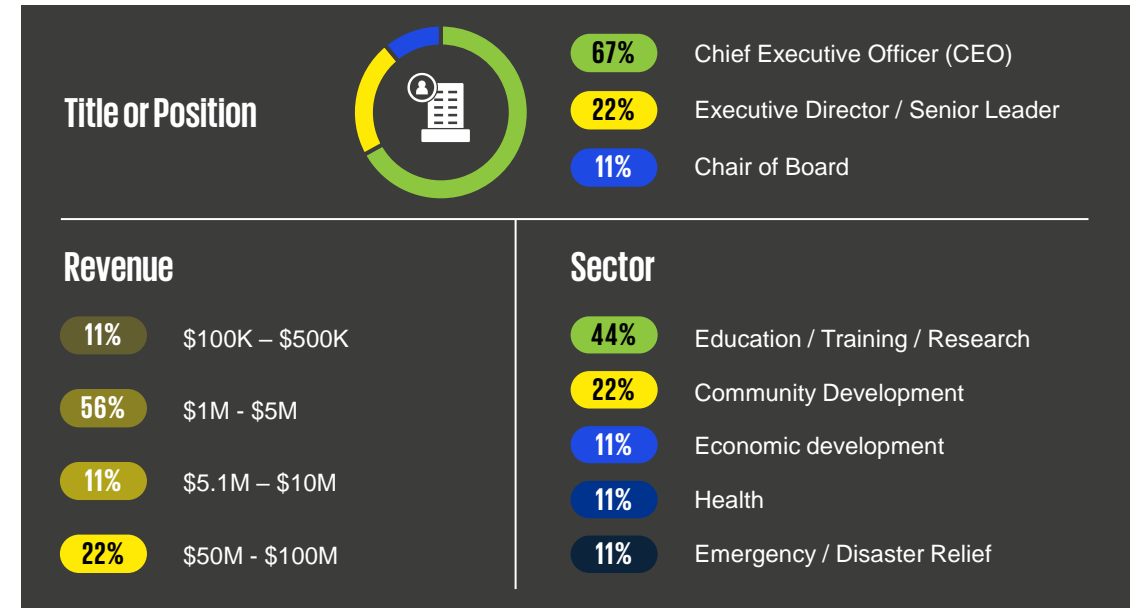 Title or Position
67% Chief Executive Officer (CEO)
22% Executive Director / Senior Leader
11% Chair of Board
Revenue
11% $100K – $500K
56% $1M - $5M
11% $5.1M – $10M
22% $50M - $100M
Sector
44% Education / Training / Research
22% Community Development
11% Economic development
11% Health
11% Emergency / Disaster Relief